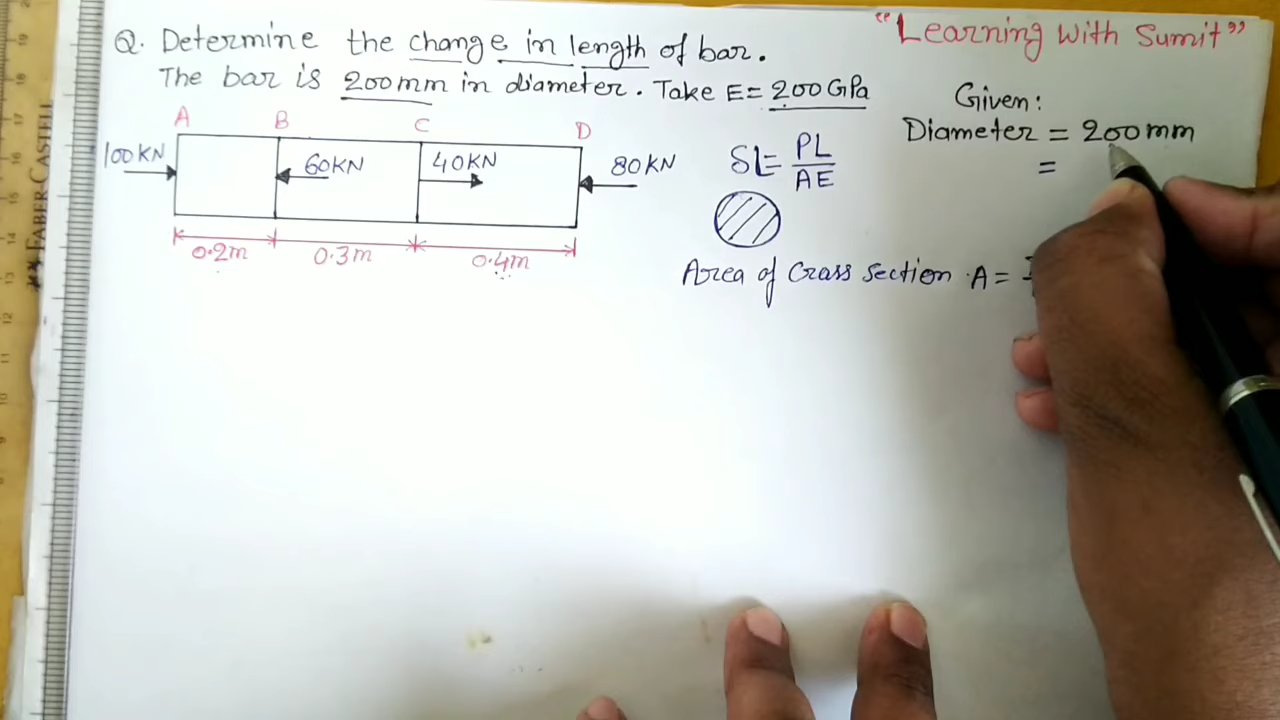 "Learning with Sumit"
Q. Determine the change in length of bar.
The bar is 200mm in diameter. Take E= 200 GPa
Given:
Diameter = 200mm
=
A B C D
100KN 60KN 40KN 80KN
0.2m 0.3m 0.4m
δl= PL
AE
Area of Crass section A=
FABER-CASTELL